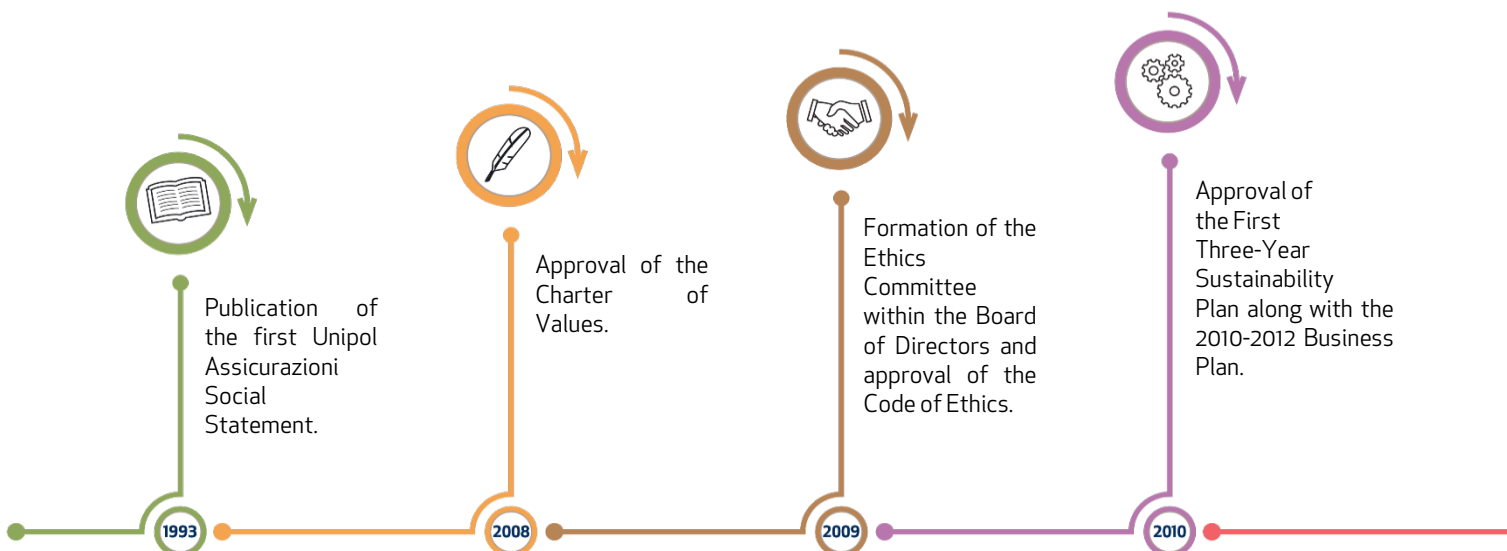 Publication of
the first Unipol
Assicurazioni
Social
Statement.
1993
Approval of the
Charter of
Values.
2008
Formation of the
Ethics
Committee
within the Board
of Directors and
approval of the
Code of Ethics.
2009
Approval of
the First
Three-Year
Sustainability
Plan along with the
2010-2012 Business
Plan.
2010